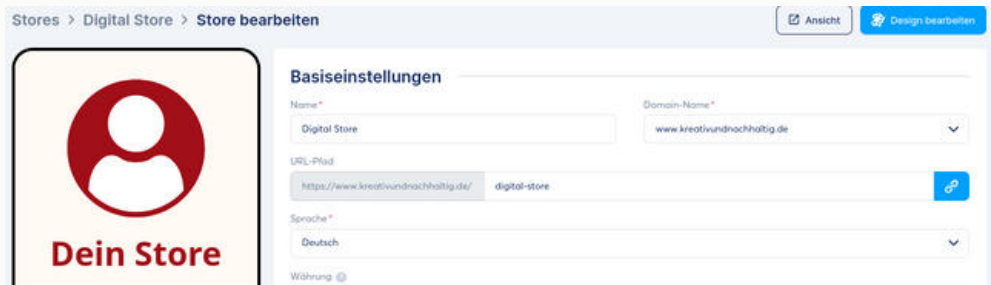 Stores > Digital Store > Store bearbeiten
Ansicht
Design bearbeiten
Dein Store
Basiseinstellungen
Name*
Domain-Name*
Digital Store
www.kreativundnachhaltig.de
URL-Pfad
https://www.kreativundnachhaltig.de/
digital-store
Sprache*
Deutsch
Währung